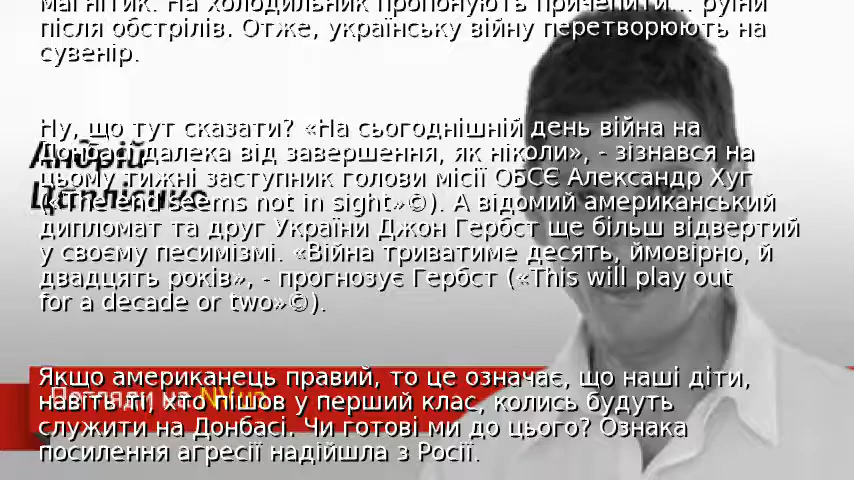 магнітик. На холодильник пропонують причепити… руїни
після обстрілів. Отже, українську війну перетворюють на
сувенір.
Ну, що тут сказати? «На сьогоднішній день війна на
Донбасі далека від завершення, як ніколи», - зізнався на
цьому тижні заступник голови місії ОБСЄ Александр Хуг
(«The end seems not in sight»©). А відомий американський
дипломат та друг України Джон Гербст ще більш відвертий
у своєму песимізмі. «Війна триватиме десять, ймовірно, й
двадцять років», - прогнозує Гербст («This will play out
for a decade or two»©).
Якщо американець правий, то це означає, що наші діти,
навіть ті, хто пішов у перший клас, колись будуть
служити на Донбасі. Чи готові ми до цього? Ознака
посилення агресії надійшла з Росії.
Андрій
Погляди на NV.ua